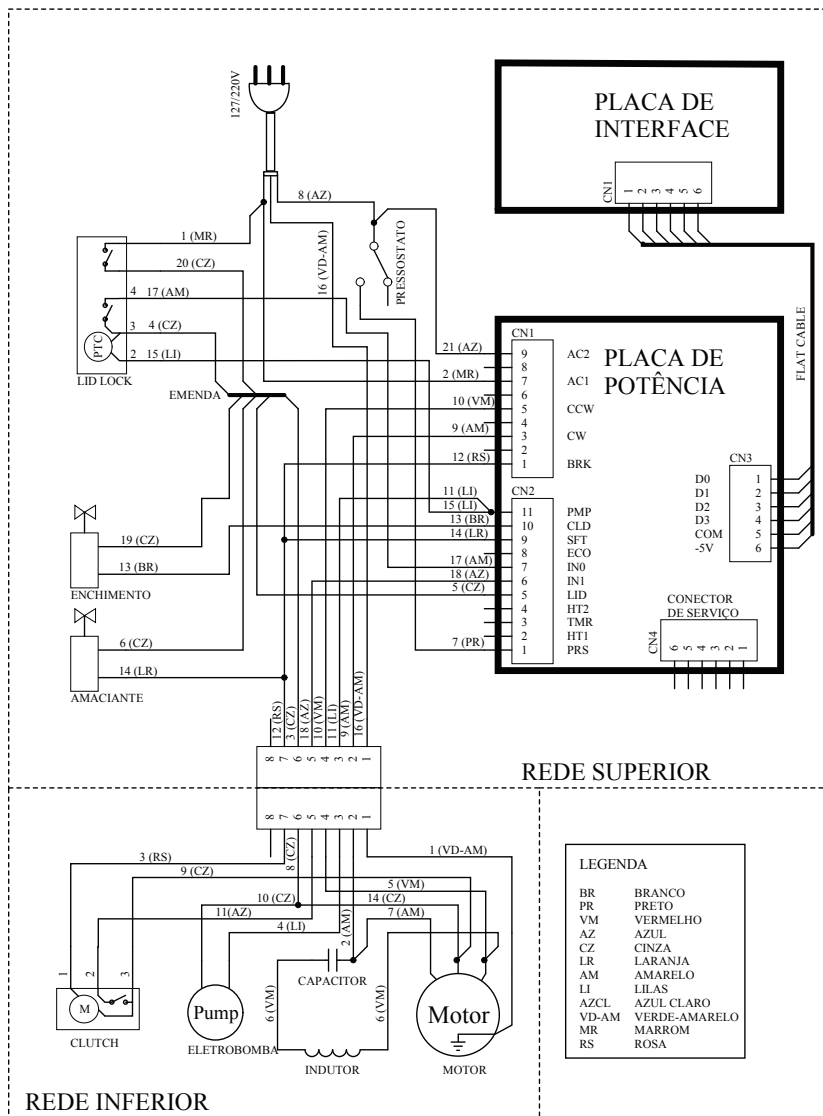 127/220V
8 (AZ)
1 (MR)
20 (CZ)
4
17 (AM)
3
4 (CZ)
2
15 (LI)
PTC
LID LOCK
16 (VD-AM)
PRESSOSTATO
EMENDA
PLACA DE
INTERFACE
CN1
1
2
3
4
5
6
FLAT CABLE
PLACA DE
POTÊNCIA
CN1
21 (AZ)
9
AC2
8
2 (MR)
7
AC1
6
10 (VM)
5
CCW
4
9 (AM)
3
CW
2
12 (RS)
1
BRK
CN2
11 (LI)
15 (LI)
11
PMP
13 (BR)
10
CLD
14 (LR)
9
SFT
8
ECO
17 (AM)
7
IN0
18 (AZ)
6
IN1
5 (CZ)
5
LID
4
HT2
3
TMR
2
HT1
7 (PR)
1
PRS
CN3
D0
1
D1
2
D2
3
D3
4
COM
5
-5V
6
CONECTOR
DE SERVIÇO
CN4
6
5
4
3
2
1
19 (CZ)
13 (BR)
ENCHIMENTO
6 (CZ)
14 (LR)
AMACIANTE
12 (RS)
3 (CZ)
18 (AZ)
10 (VM)
11 (LI)
9 (AM)
16 (VD-AM)
8
7
6
5
4
3
2
1
REDE SUPERIOR
8
7
6
5
4
3
2
1
3 (RS)
8 (CZ)
1 (VD-AM)
9 (CZ)
5 (VM)
10 (CZ)
14 (CZ)
11(AZ)
7 (AM)
4 (LI)
2 (AM)
1
2
3
CAPACITOR
6 (VM)
6 (VM)
M
CLUTCH
Pump
ELETROBOMBA
INDUTOR
Motor
MOTOR
REDE INFERIOR
LEGENDA
BR BRANCO
PR PRETO
VM VERMELHO
AZ AZUL
CZ CINZA
LR LARANJA
AM AMARELO
LI LILAS
AZCL AZUL CLARO
VD-AM VERDE-AMARELO
MR MARROM
RS ROSA